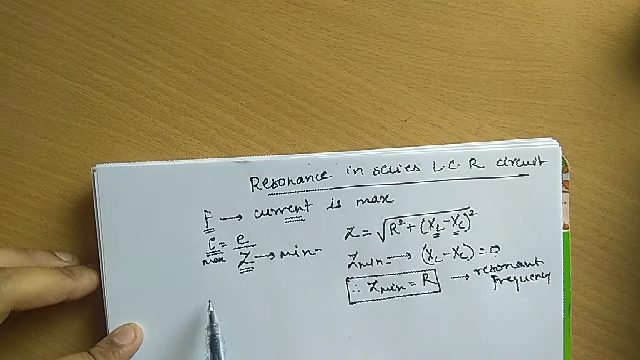 Resonance in series L.C.R circuit
f → current is max
i = e
max Z → min-
Z = √R² + (XL - XC)²
Zmin → (XL - XC) = 0
∴ Zmin = R → resonant
frequency